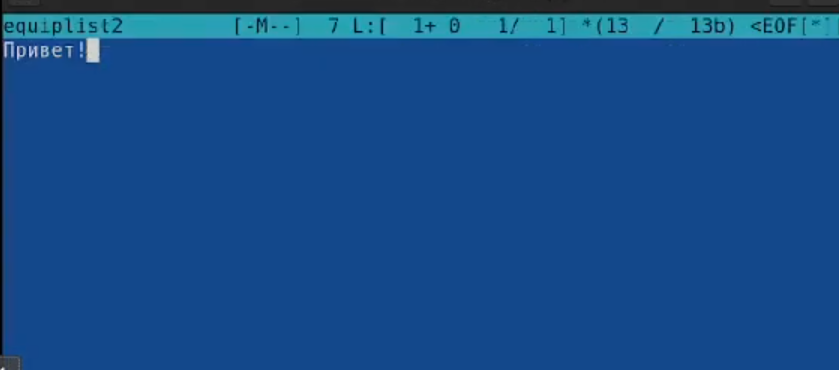 equiplist2 [-M--] 7 L:[ 1+ 0 1/ 1] *(13 / 13b) <EOF>[*]
Привет!